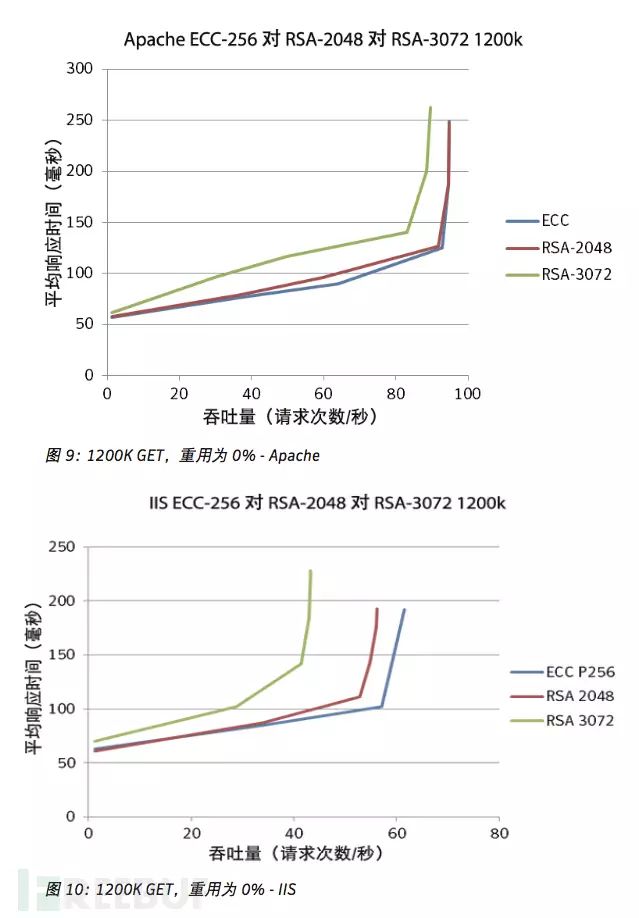 Apache ECC-256 对 RSA-2048 对 RSA-3072 1200k
300
250
200
150
100
50
0
平均响应时间（毫秒）
0 20 40 60 80 100
吞吐量（请求次数/秒）
ECC
RSA-2048
RSA-3072
图 9：1200K GET，重用为 0% - Apache
IIS ECC-256 对 RSA-2048 对 RSA-3072 1200k
250
200
150
100
50
0
平均响应时间（毫秒）
0 20 40 60 80
吞吐量（请求次数/秒）
ECC P256
RSA 2048
RSA 3072
FREEBUF
图 10：1200K GET，重用为 0% - IIS